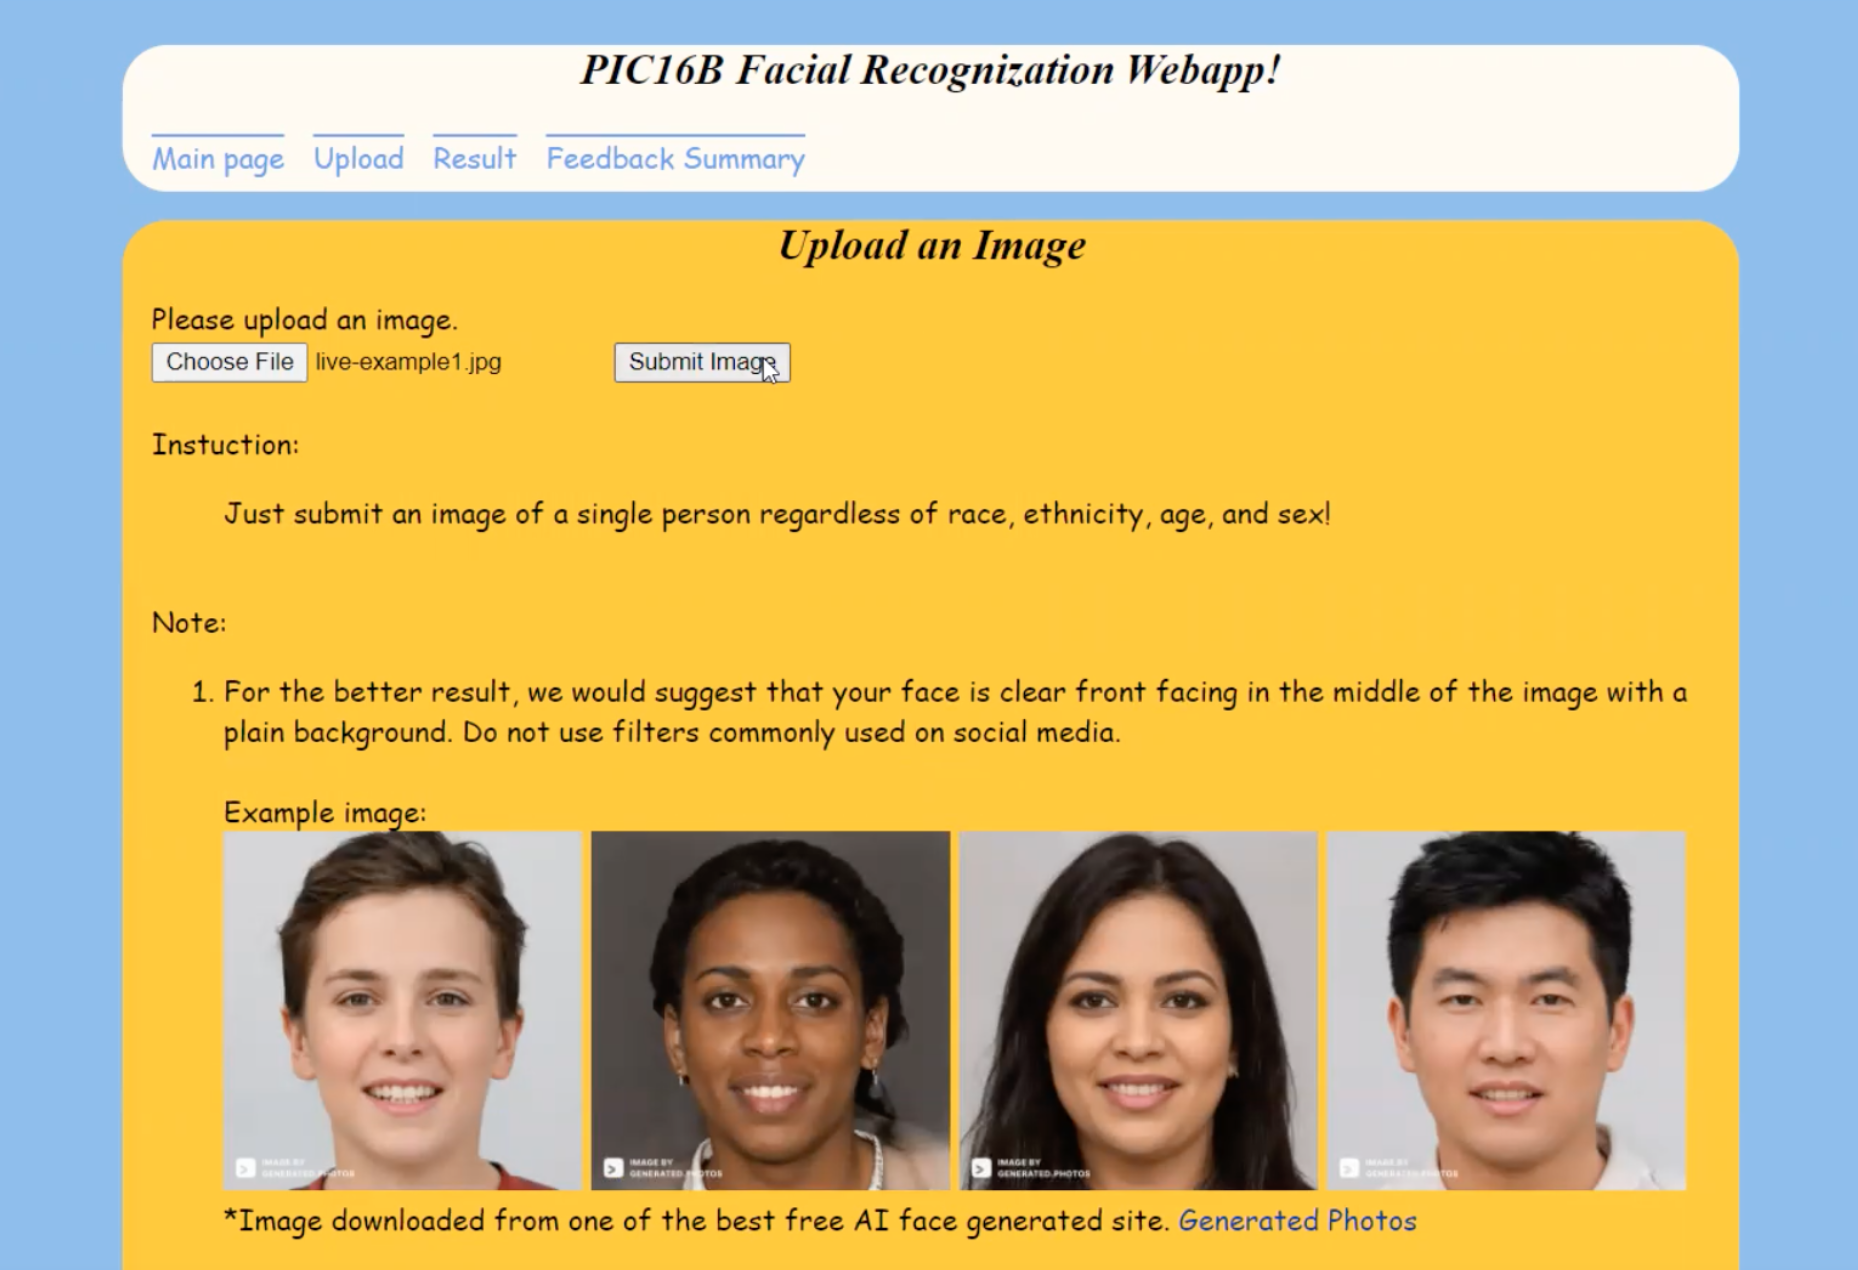 PIC16B Facial Recognization Webapp!
Main page Upload Result Feedback Summary
Upload an Image
Please upload an image.
Choose File live-example1.jpg Submit Image
Instuction:
Just submit an image of a single person regardless of race, ethnicity, age, and sex!
Note:
1. For the better result, we would suggest that your face is clear front facing in the middle of the image with a
plain background. Do not use filters commonly used on social media.
Example image:
IMAGE BY
GENERATED.PHOTOS
IMAGE BY
GENERATED.PHOTOS
IMAGE BY
GENERATED.PHOTOS
IMAGE BY
GENERATED.PHOTOS
*Image downloaded from one of the best free AI face generated site. Generated Photos